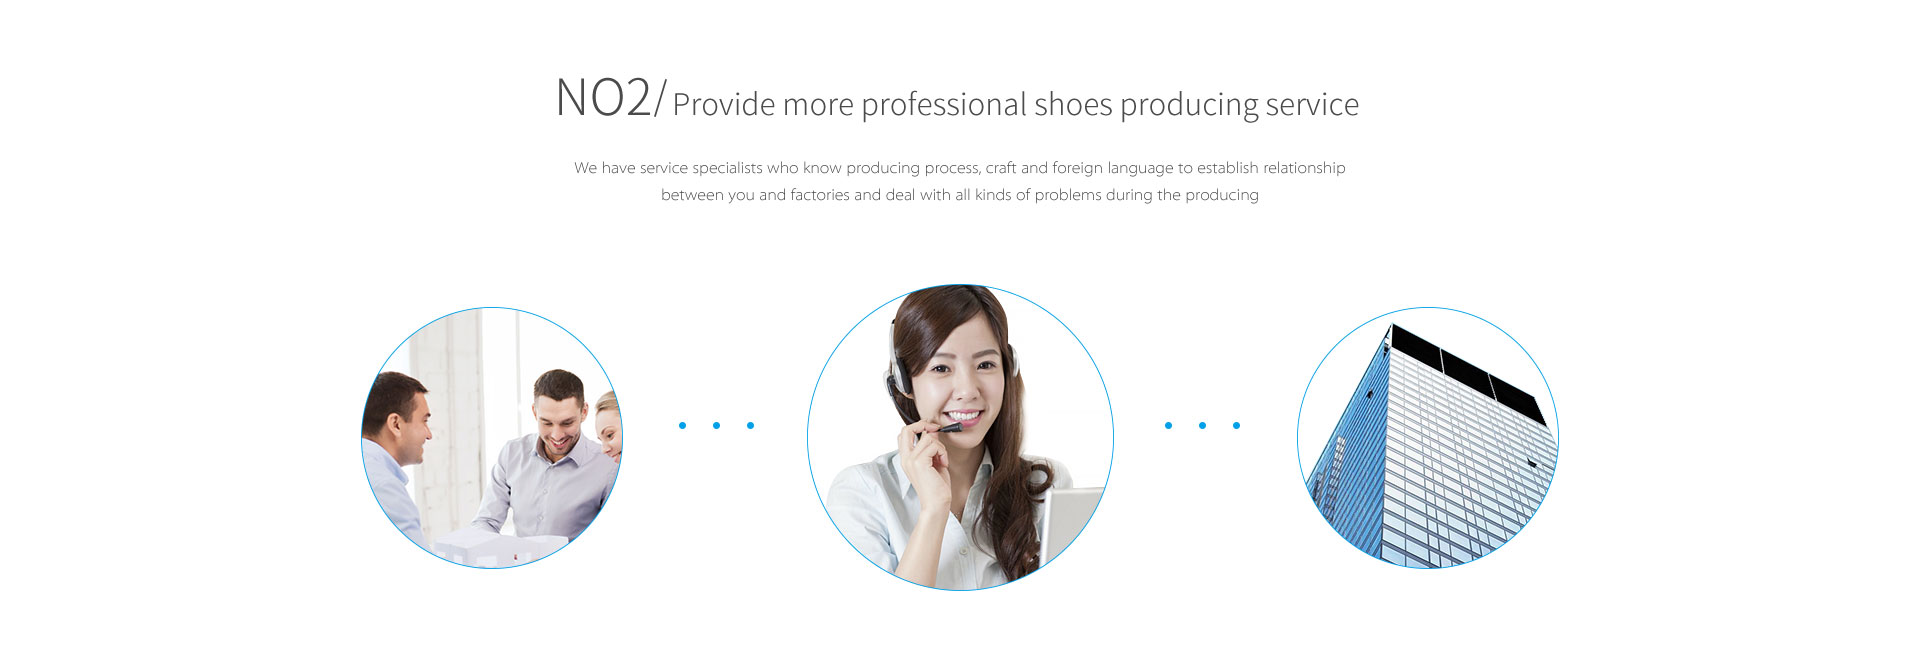 NO2/ Provide more professional shoes producing service
We have service specialists who know producing process, craft and foreign language to establish relationship
between you and factories and deal with all kinds of problems during the producing